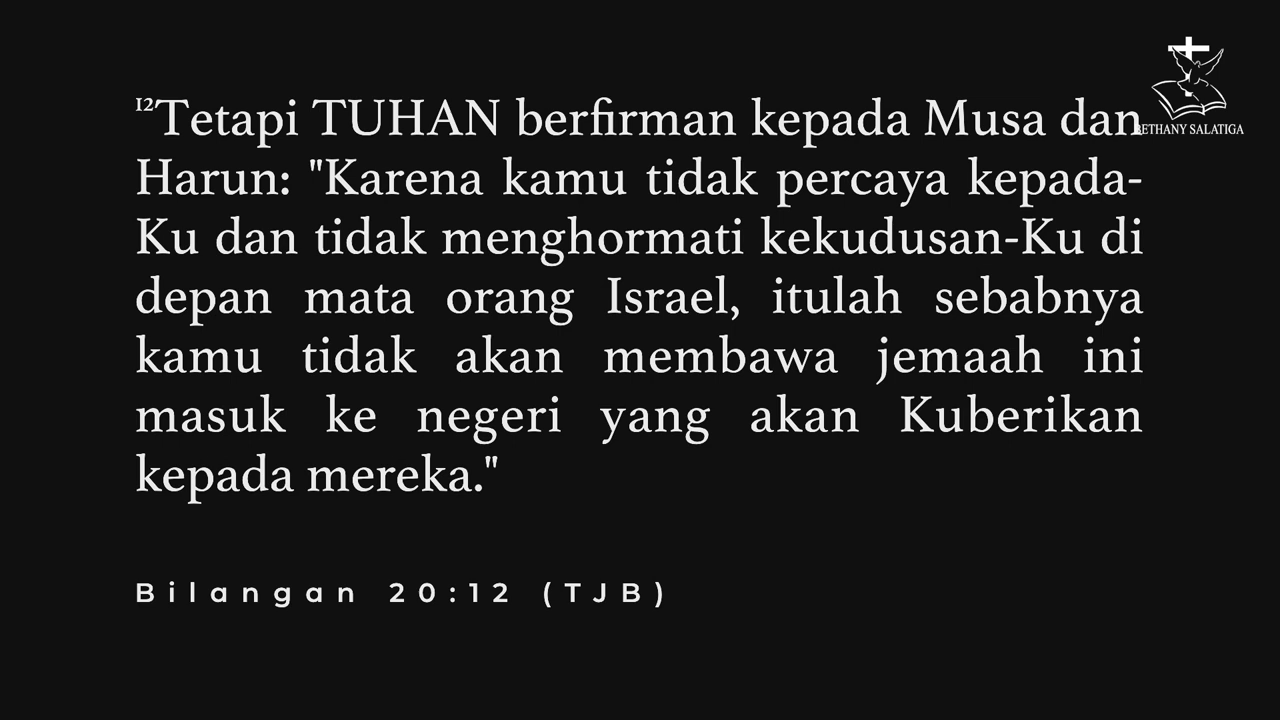 ¹²Tetapi TUHAN berfirman kepada Musa dan
Harun: "Karena kamu tidak percaya kepada-
Ku dan tidak menghormati kekudusan-Ku di
depan mata orang Israel, itulah sebabnya
kamu tidak akan membawa jemaah ini
masuk ke negeri yang akan Kuberikan
kepada mereka."
Bilangan 20:12 (TJB)
BETHANY SALATIGA